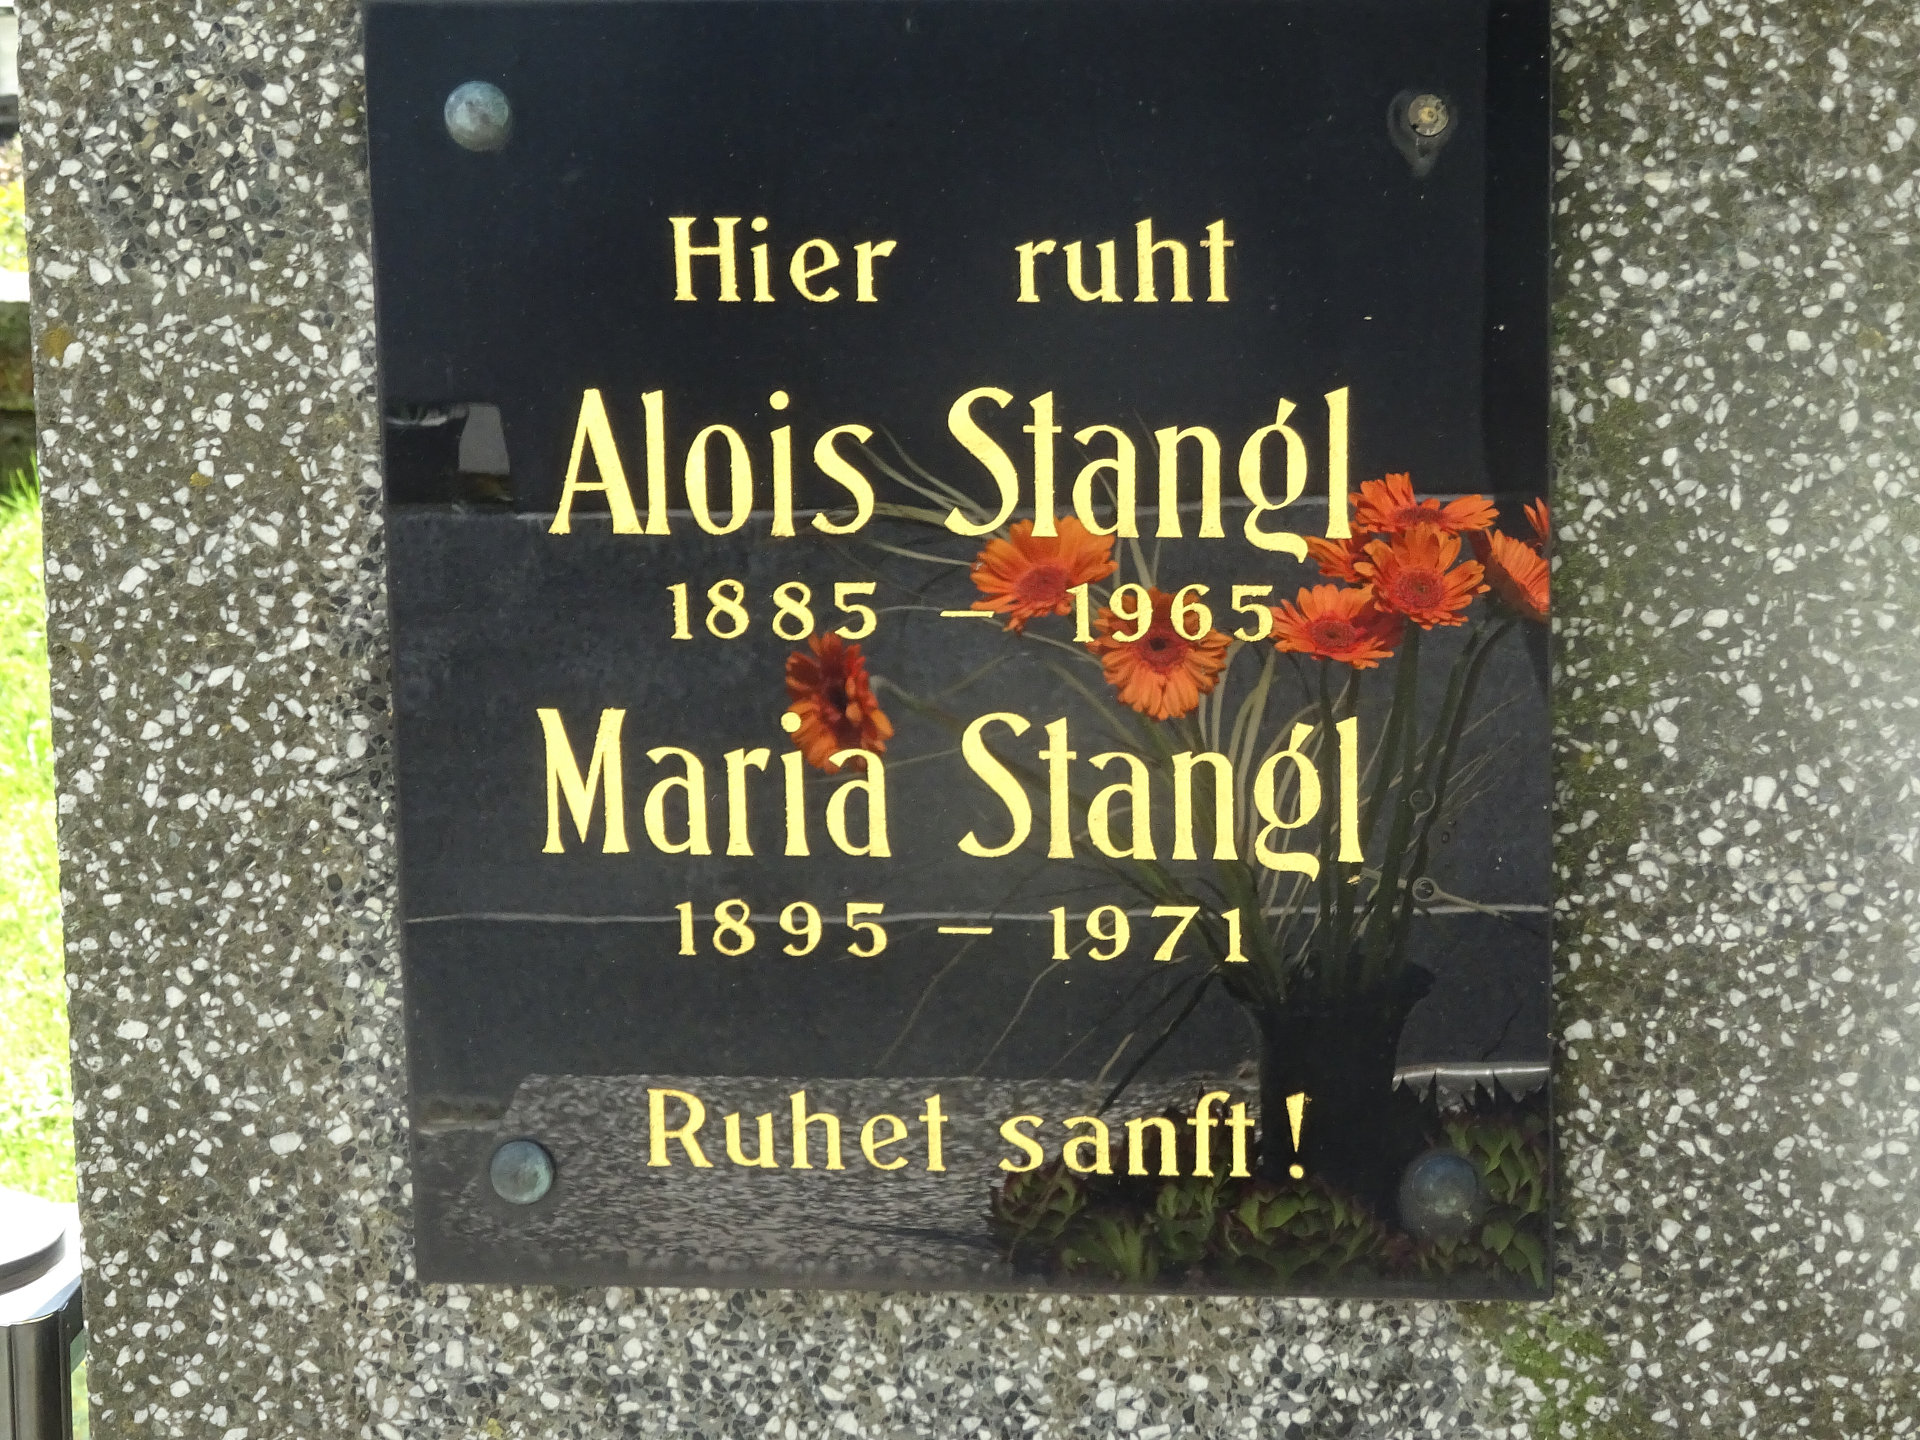 Hier ruht
Alois Stangl
1885 – 1965
Maria Stangl
1895 – 1971
Ruhet sanft!